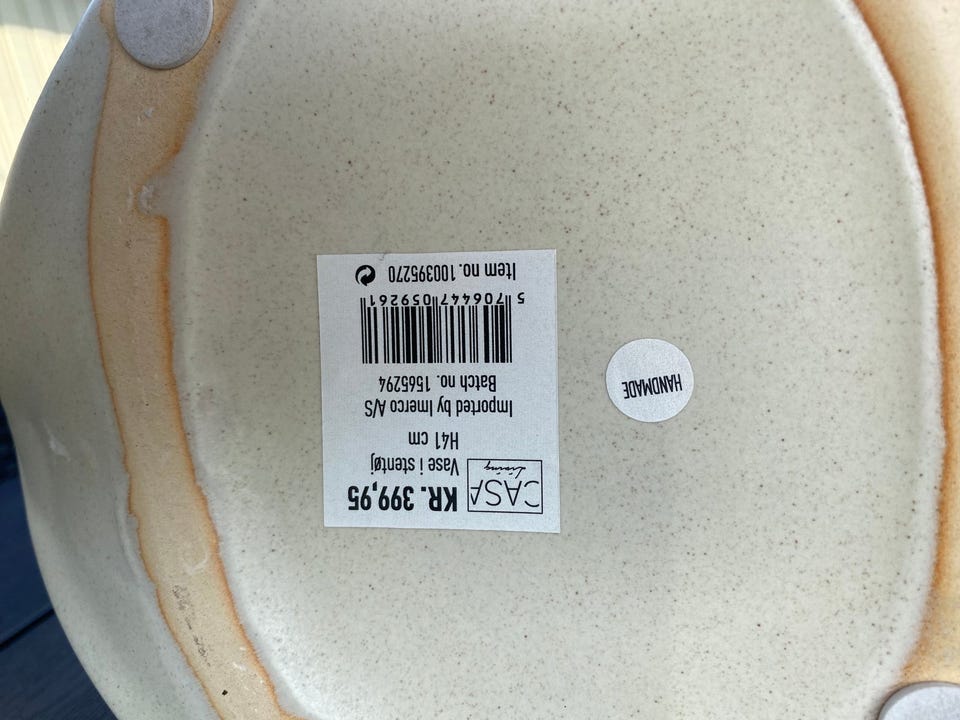 CASA
living
KR. 399,95
Vase i stentøj
H41 cm
Imported by Imerco A/S
Batch no. 1565294
5 706447 059261
Item no. 100395270
HANDMADE